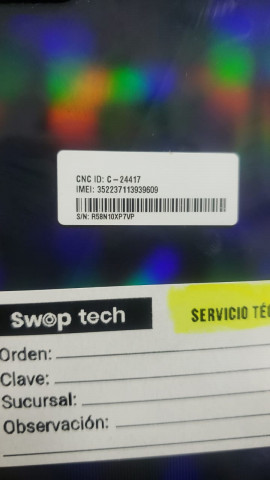 CNC ID: C-24417
IMEI: 352237113939609
S/N: R58N10XP7VP
Swop tech
SERVICIO TÉC
Orden:
Clave:
Sucursal:
Observación: